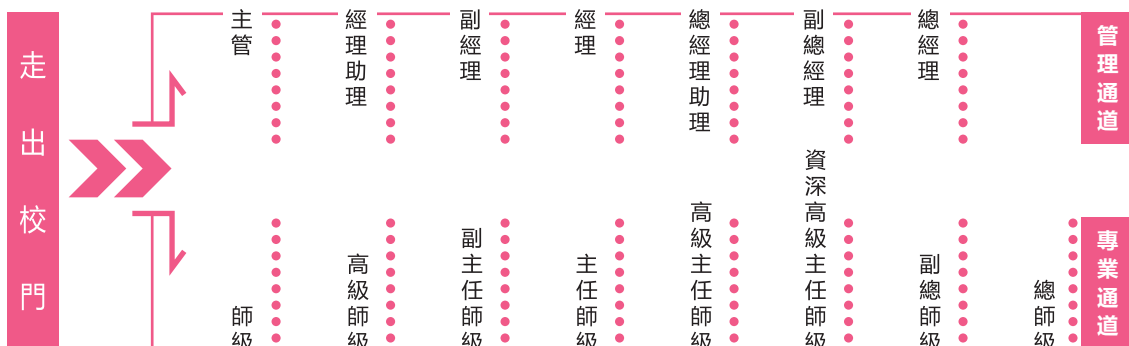 走出校門
主管
經理助理
副經理
經理
總經理助理
副總經理
總經理
管理通道
師級
高級師級
副主任師級
主任師級
高級主任師級
資深高級主任師級
副總師級
總師級
專業通道